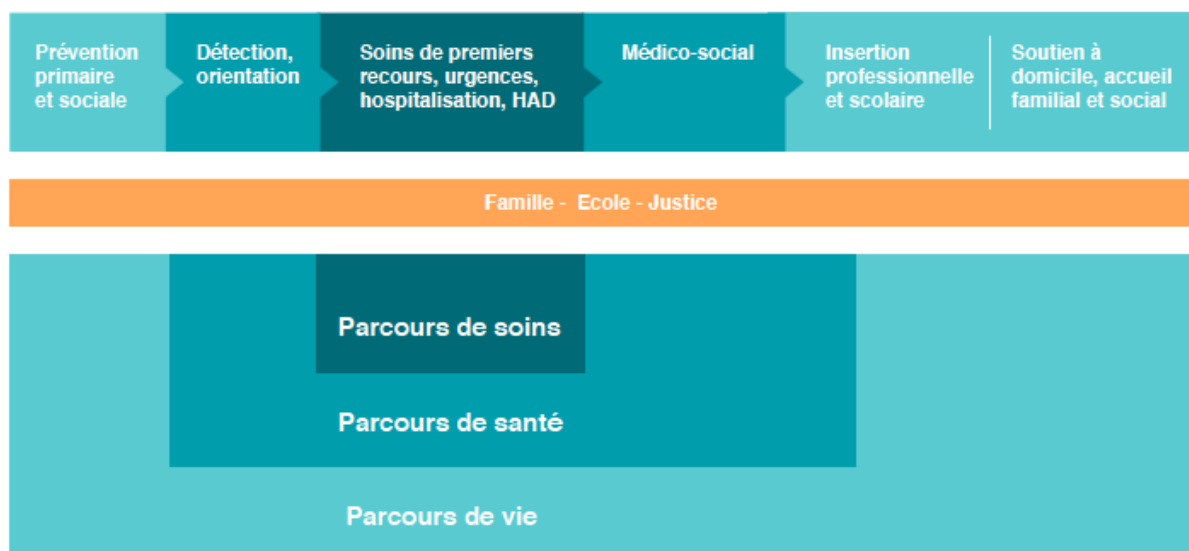 Prévention
primaire
et sociale
Détection,
orientation
Soins de premiers
recours, urgences,
hospitalisation, HAD
Médico-social
Insertion
professionnelle
et scolaire
Soutien à
domicile, accueil
familial et social
Famille - Ecole - Justice
Parcours de soins
Parcours de santé
Parcours de vie